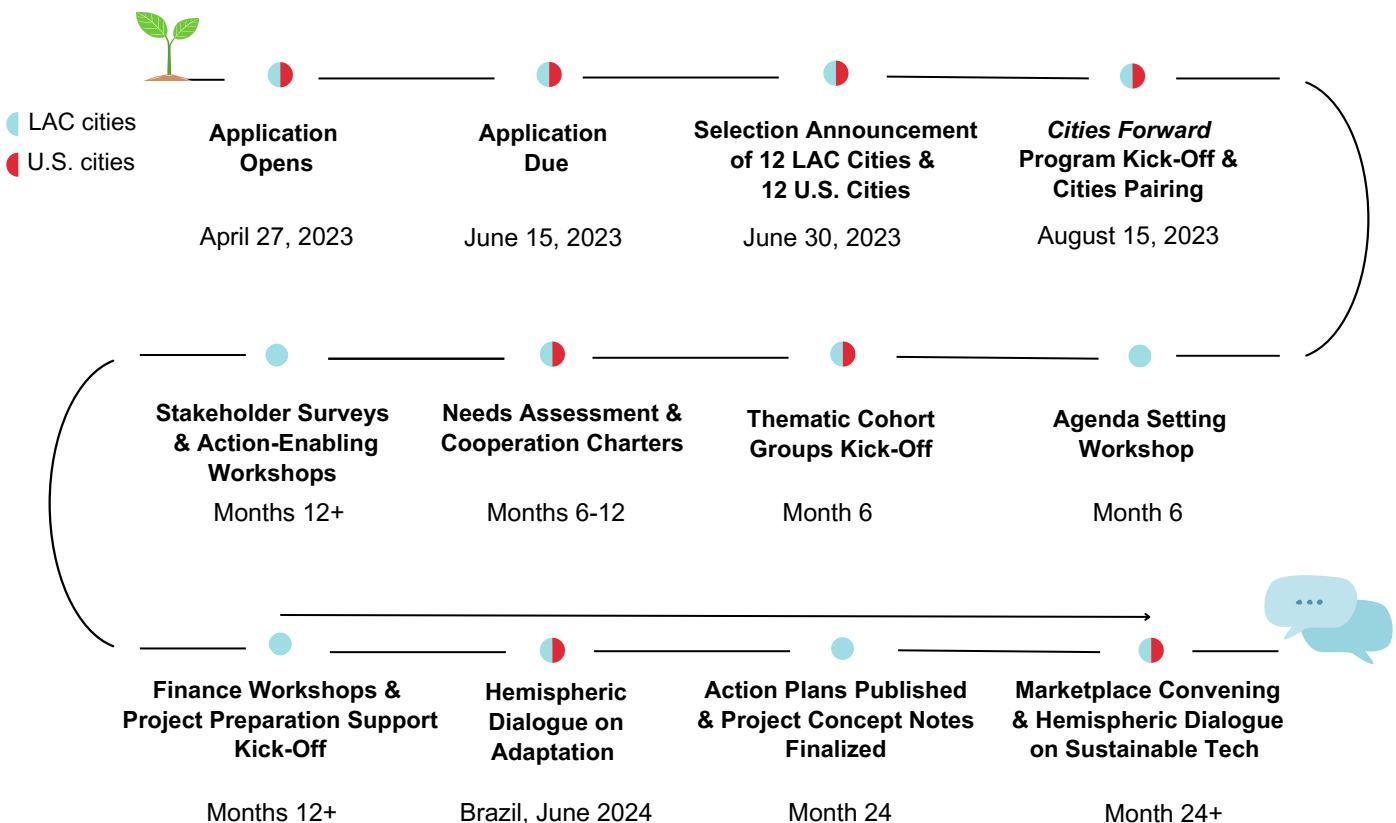 LAC cities
U.S. cities
Application
Opens
April 27, 2023
Application
Due
June 15, 2023
Selection Announcement
of 12 LAC Cities &
12 U.S. Cities
June 30, 2023
Cities Forward
Program Kick-Off &
Cities Pairing
August 15, 2023
Agenda Setting
Workshop
Month 6
Thematic Cohort
Groups Kick-Off
Month 6
Needs Assessment &
Cooperation Charters
Months 6-12
Stakeholder Surveys
& Action-Enabling
Workshops
Months 12+
Finance Workshops &
Project Preparation Support
Kick-Off
Months 12+
Hemispheric
Dialogue on
Adaptation
Brazil, June 2024
Action Plans Published
& Project Concept Notes
Finalized
Month 24
Marketplace Convening
& Hemispheric Dialogue
on Sustainable Tech
Month 24+